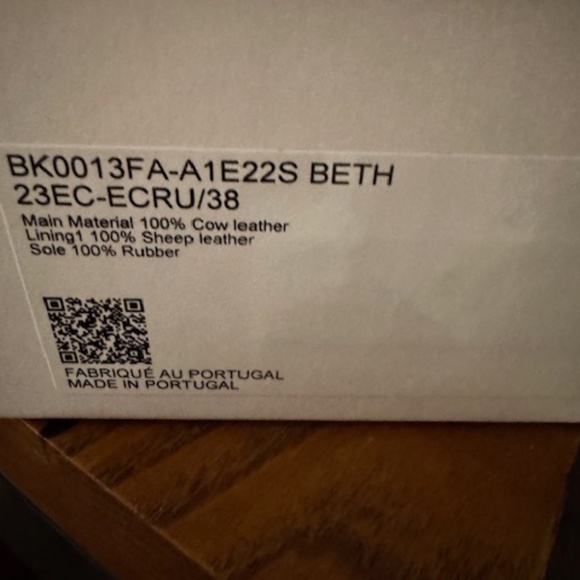 BK0013FA-A1E22S BETH
23EC-ECRU/38
Main Material 100% Cow leather
Lining1 100% Sheep leather
Sole 100% Rubber
FABRIQUÉ AU PORTUGAL
MADE IN PORTUGAL